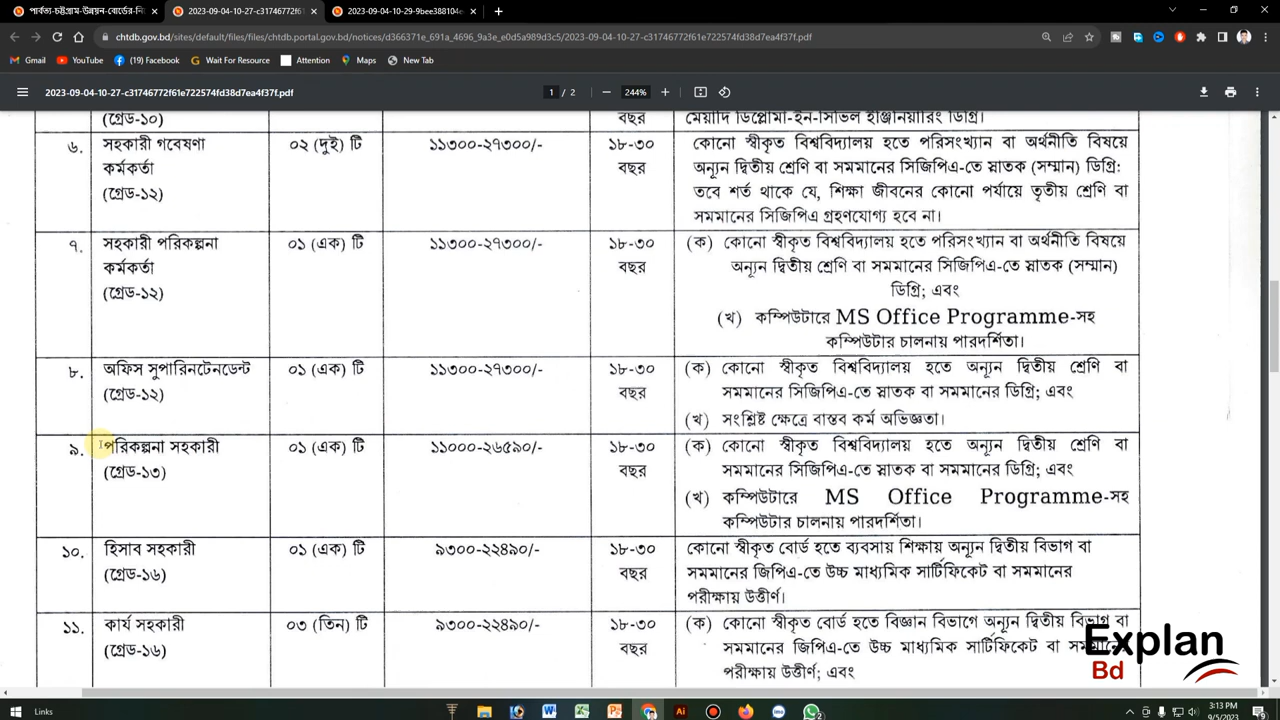 পার্বত্য-চট্টগ্রাম-উন্নয়ন-বোর্ডের-নি
2023-09-04-10-27-c31746772f61
2023-09-04-10-29-9bee388104e
chtdb.gov.bd/sites/default/files/files/chtdb.portal.gov.bd/notices/d366371e_691a_4696_9a3e_e0d5a989d3c5/2023-09-04-10-27-c31746772f61e722574fd38d7ea4f37f.pdf
Gmail YouTube (19) Facebook Wait For Resource Attention Maps New Tab
2023-09-04-10-27-c31746772f61e722574fd38d7ea4f37f.pdf 1 / 2 244%
(গ্রেড-১০) বছর মেয়াদি ডিপ্লোমা-ইন-সিভিল ইঞ্জিনিয়ারিং ডিগ্রি।
৬. সহকারী গবেষণা ০২ (দুই) টি ১১৩০০-২৭৩০০/- ১৮-৩০ কোনো স্বীকৃত বিশ্ববিদ্যালয় হতে পরিসংখ্যান বা অর্থনীতি বিষয়ে
কর্মকর্তা বছর অন্যূন দ্বিতীয় শ্রেণি বা সমমানের সিজিপিএ-তে স্নাতক (সম্মান) ডিগ্রি:
(গ্রেড-১২) তবে শর্ত থাকে যে, শিক্ষা জীবনের কোনো পর্যায়ে তৃতীয় শ্রেণি বা
সমমানের সিজিপিএ গ্রহণযোগ্য হবে না।
৭. সহকারী পরিকল্পনা ০১ (এক) টি ১১৩০০-২৭৩০০/- ১৮-৩০ (ক) কোনো স্বীকৃত বিশ্ববিদ্যালয় হতে পরিসংখ্যান বা অর্থনীতি বিষয়ে
কর্মকর্তা বছর অন্যূন দ্বিতীয় শ্রেণি বা সমমানের সিজিপিএ-তে স্নাতক (সম্মান)
(গ্রেড-১২) ডিগ্রি; এবং
(খ) কম্পিউটারে MS Office Programme-সহ
কম্পিউটার চালনায় পারদর্শিতা।
৮. অফিস সুপারিনটেনডেন্ট ০১ (এক) টি ১১৩০০-২৭৩০০/- ১৮-৩০ (ক) কোনো স্বীকৃত বিশ্ববিদ্যালয় হতে অন্যূন দ্বিতীয় শ্রেণি বা
(গ্রেড-১২) বছর সমমানের সিজিপিএ-তে স্নাতক বা সমমানের ডিগ্রি; এবং
(খ) সংশ্লিষ্ট ক্ষেত্রে বাস্তব কর্ম অভিজ্ঞতা।
৯. পরিকল্পনা সহকারী ০১ (এক) টি ১১০০০-২৬৫৯০/- ১৮-৩০ (ক) কোনো স্বীকৃত বিশ্ববিদ্যালয় হতে অন্যূন দ্বিতীয় শ্রেণি বা
(গ্রেড-১৩) বছর সমমানের সিজিপিএ-তে স্নাতক বা সমমানের ডিগ্রি; এবং
(খ) কম্পিউটারে MS Office Programme-সহ
কম্পিউটার চালনায় পারদর্শিতা।
১০. হিসাব সহকারী ০১ (এক) টি ৯৩০০-২২৪৯০/- ১৮-৩০ কোনো স্বীকৃত বোর্ড হতে ব্যবসায় শিক্ষায় অন্যূন দ্বিতীয় বিভাগ বা
(গ্রেড-১৬) বছর সমমানের জিপিএ-তে উচ্চ মাধ্যমিক সার্টিফিকেট বা সমমানের
পরীক্ষায় উত্তীর্ণ।
১১. কার্য সহকারী ০৩ (তিন) টি ৯৩০০-২২৪৯০/- ১৮-৩০ (ক) কোনো স্বীকৃত বোর্ড হতে বিজ্ঞান বিভাগে অন্যূন দ্বিতীয় বিভাগ বা
(গ্রেড-১৬) বছর সমমানের জিপিএ-তে উচ্চ মাধ্যমিক সার্টিফিকেট বা সমমানের
পরীক্ষায় উত্তীর্ণ; এবং
Explan
Bd
Links 3:13 PM
9/5/2023